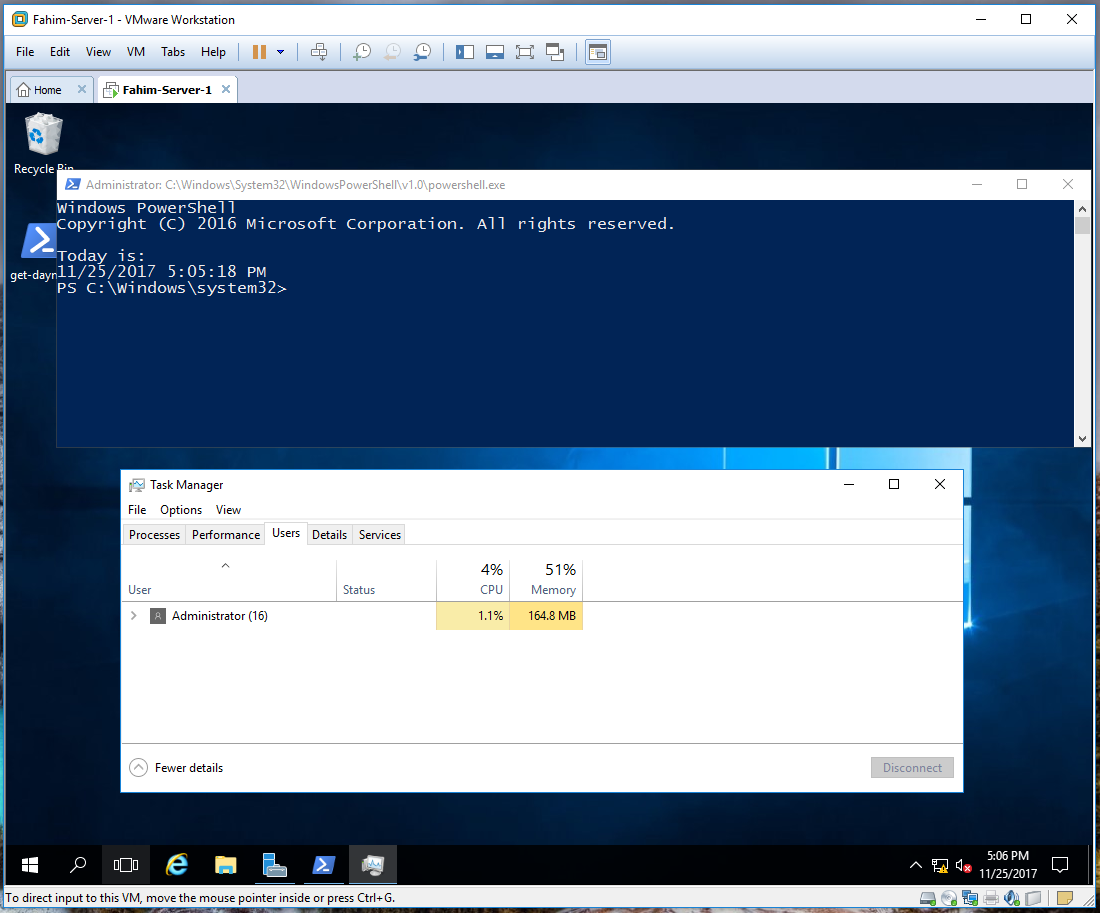 Fahim-Server-1 - VMware Workstation
File Edit View VM Tabs Help
Home Fahim-Server-1
Recycle Bin
Administrator: C:\Windows\System32\WindowsPowerShell\v1.0\powershell.exe
Windows PowerShell
Copyright (C) 2016 Microsoft Corporation. All rights reserved.
Today is:
get-dayn
11/25/2017 5:05:18 PM
PS C:\Windows\system32>
Task Manager
File Options View
Processes Performance Users Details Services
4% 51%
User Status CPU Memory
Administrator (16) 1.1% 164.8 MB
Fewer details Disconnect
5:06 PM
11/25/2017
To direct input to this VM, move the mouse pointer inside or press Ctrl+G.